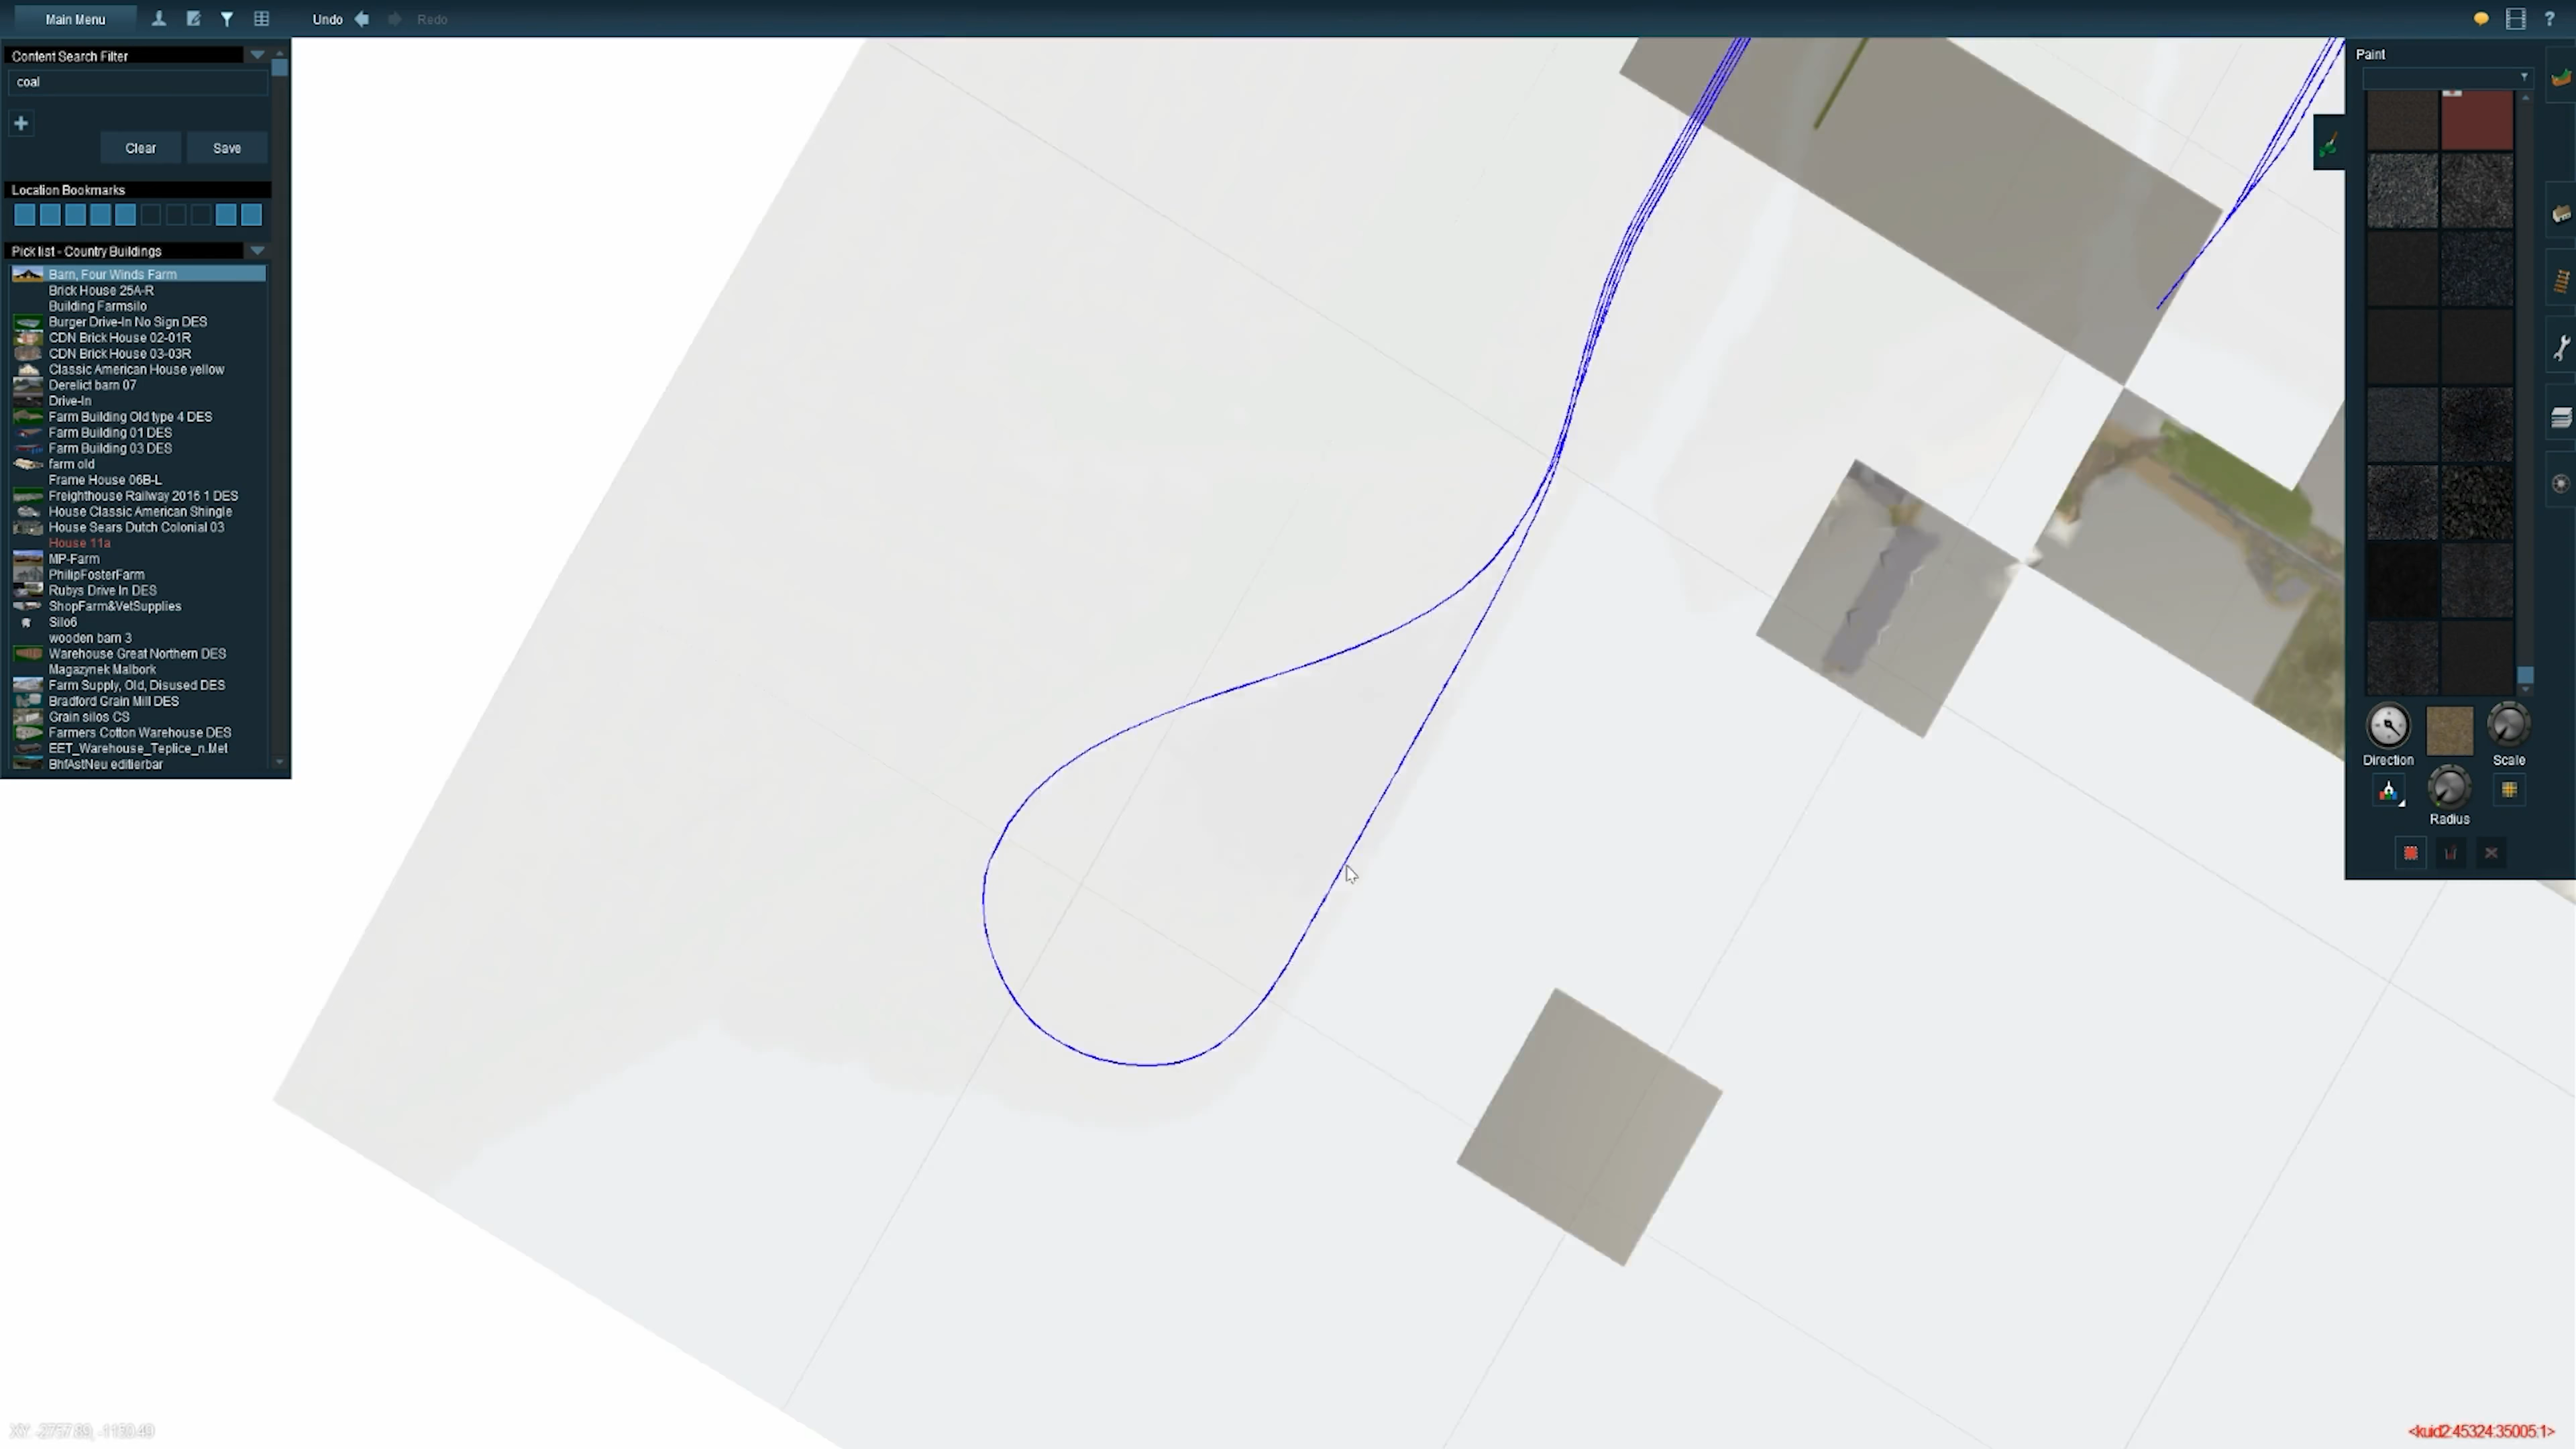 Main Menu
Undo
Redo
Content Search Filter
coal
Clear
Save
Location Bookmarks
Pick list - Country Buildings
Barn, Four Winds Farm
Brick House 25A-R
Building Farmsilo
Burger Drive-In No Sign DES
CDN Brick House 02-01R
CDN Brick House 03-03R
Classic American House yellow
Derelict barn 07
Drive-In
Farm Building Old type 4 DES
Farm Building 01 DES
Farm Building 03 DES
farm old
Frame House 06B-L
Freighthouse Railway 2016 1 DES
House Classic American Shingle
House Sears Dutch Colonial 03
House 11a
MP-Farm
PhilipFosterFarm
Rubys Drive In DES
ShopFarm&VetSupplies
Silo6
wooden barn 3
Warehouse Great Northern DES
Magazynek Malbork
Farm Supply, Old, Disused DES
Bradford Grain Mill DES
Grain silos CS
Farmers Cotton Warehouse DES
EET_Warehouse_Teplice_n.Met
BhfAstNeu editierbar
Paint
Direction
Scale
Radius
<kuid2:45324:35005:1>